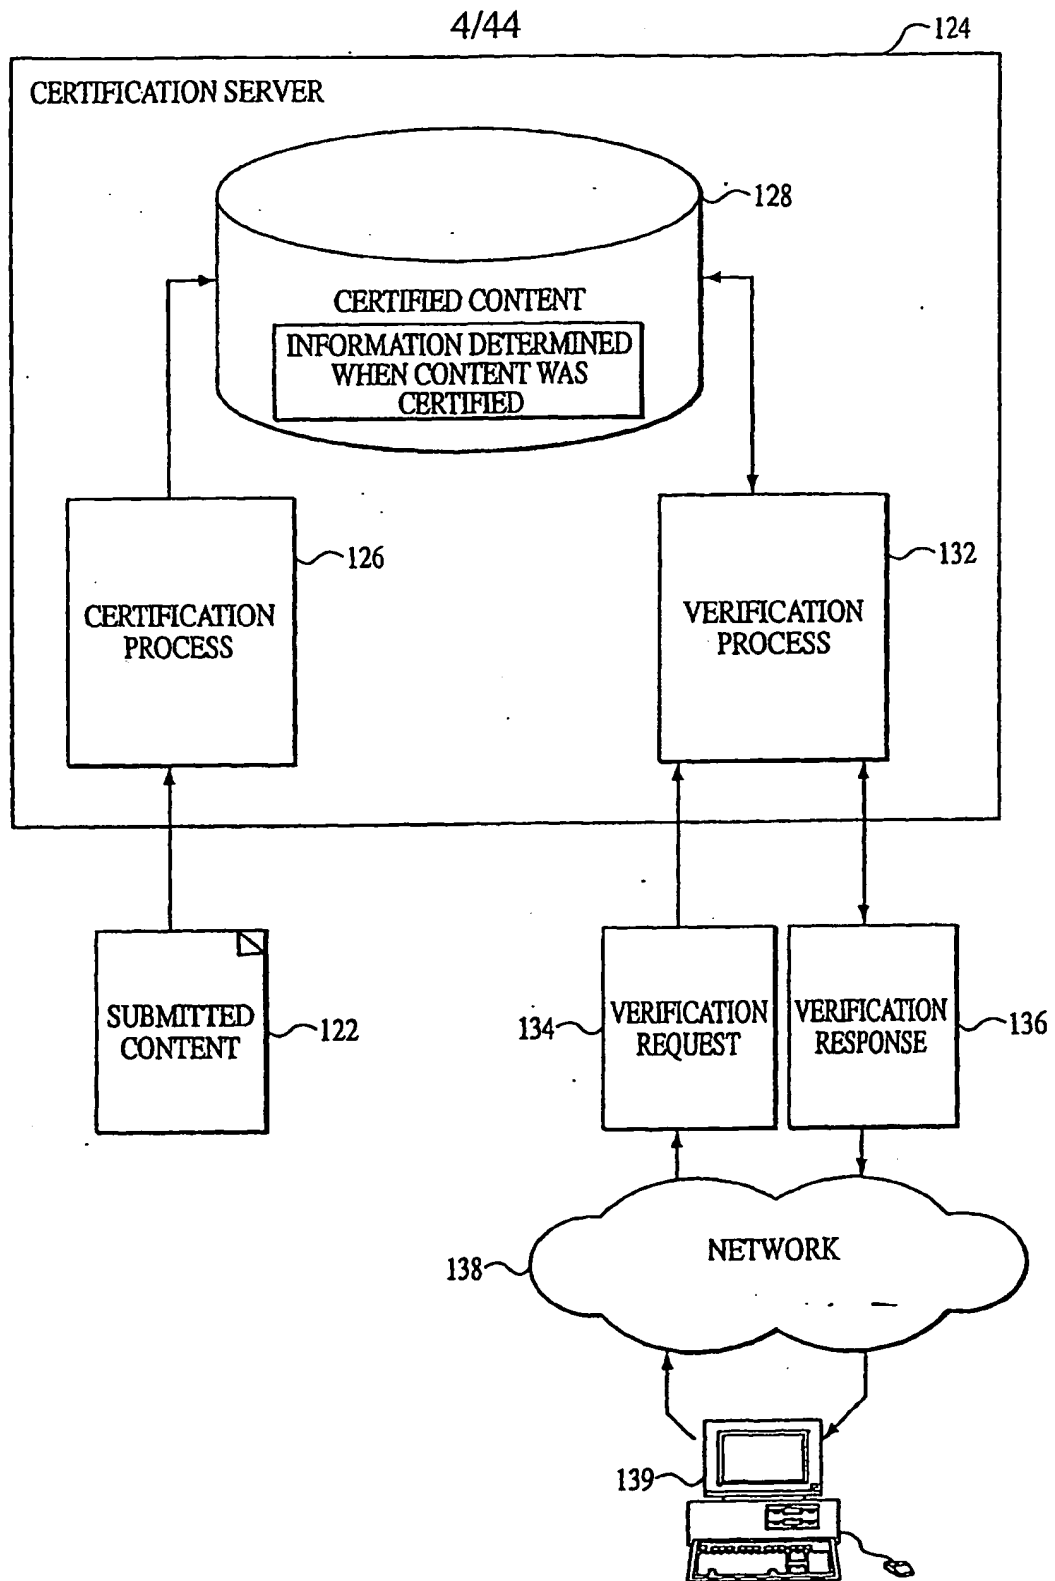 4/44
124
CERTIFICATION SERVER
128
CERTIFIED CONTENT
INFORMATION DETERMINED
WHEN CONTENT WAS
CERTIFIED
126
132
CERTIFICATION
PROCESS
VERIFICATION
PROCESS
SUBMITTED
CONTENT
122
134
VERIFICATION
REQUEST
VERIFICATION
RESPONSE
136
NETWORK
138
139